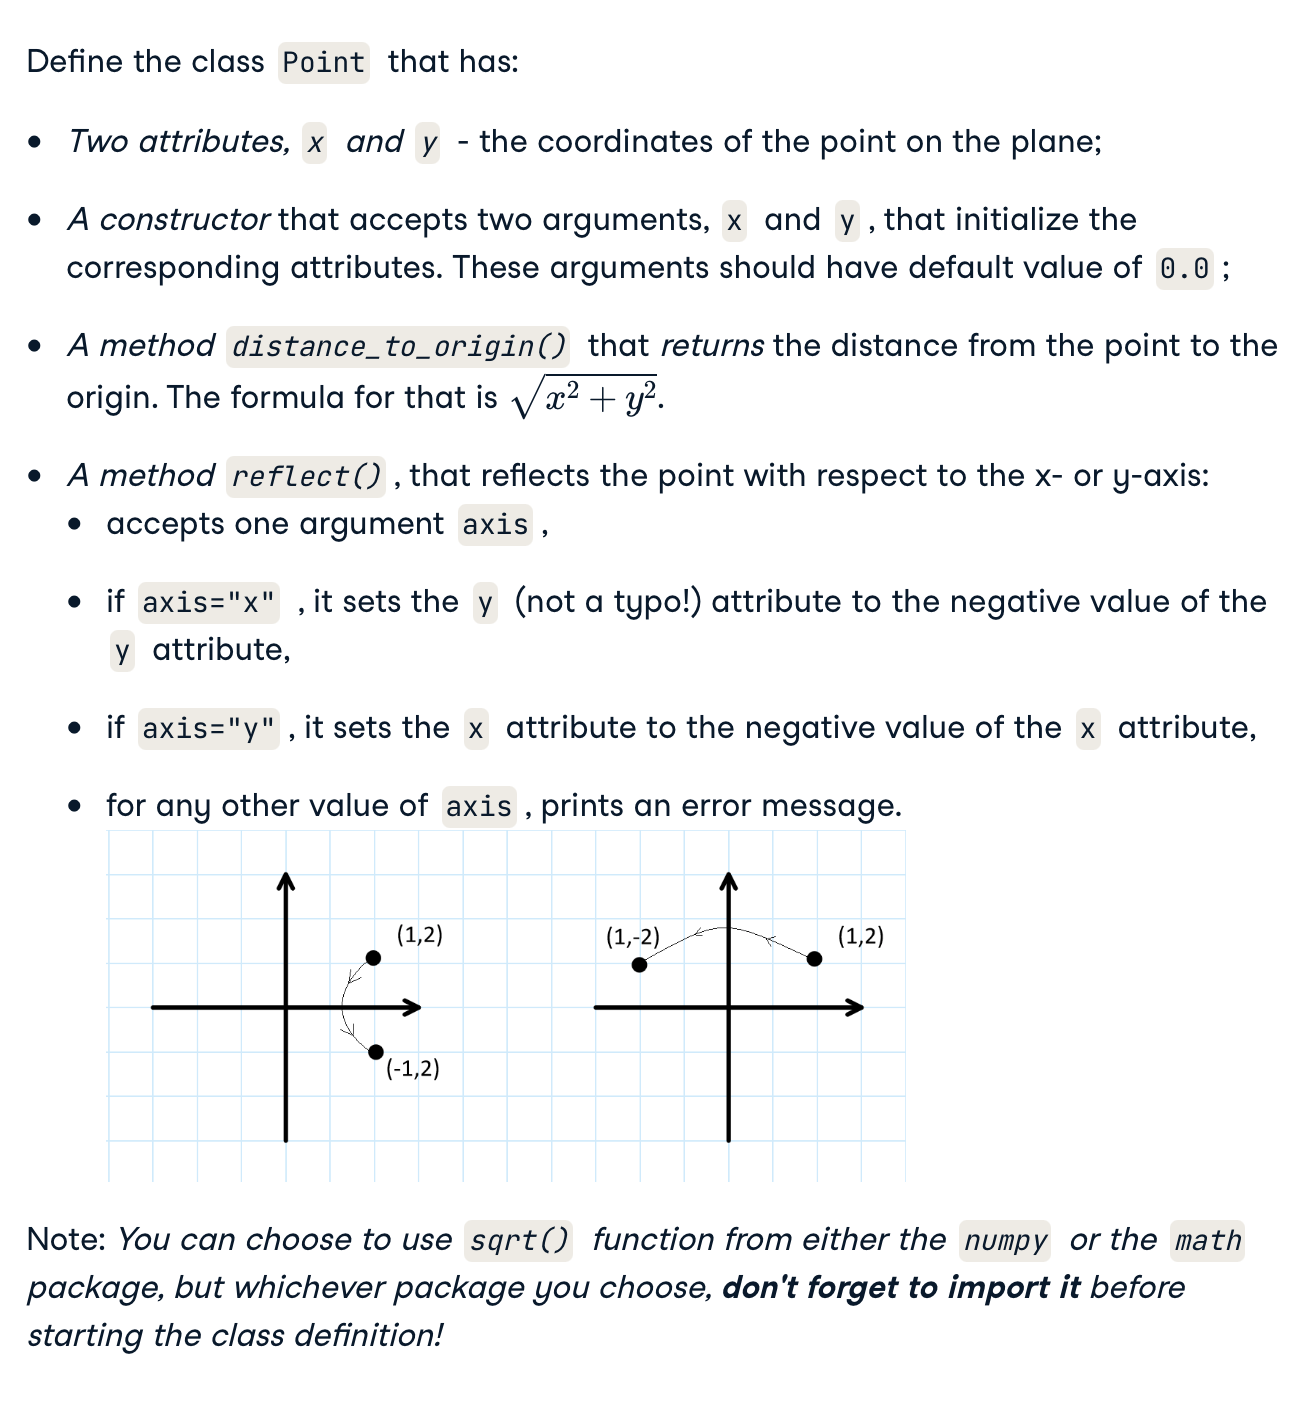 Define the class Point that has:
• Two attributes, x and y - the coordinates of the point on the plane;
• A constructor that accepts two arguments, x and y , that initialize the
corresponding attributes. These arguments should have default value of 0.0 ;
• A method distance_to_origin() that returns the distance from the point to the
origin. The formula for that is √x² + y².
• A method reflect() , that reflects the point with respect to the x- or y-axis:
• accepts one argument axis ,
• if axis="x" , it sets the y (not a typo!) attribute to the negative value of the
y attribute,
• if axis="y" , it sets the x attribute to the negative value of the x attribute,
• for any other value of axis , prints an error message.
(1,2)
(-1,2)
(1,-2)
(1,2)
Note: You can choose to use sqrt() function from either the numpy or the math
package, but whichever package you choose, don't forget to import it before
starting the class definition!